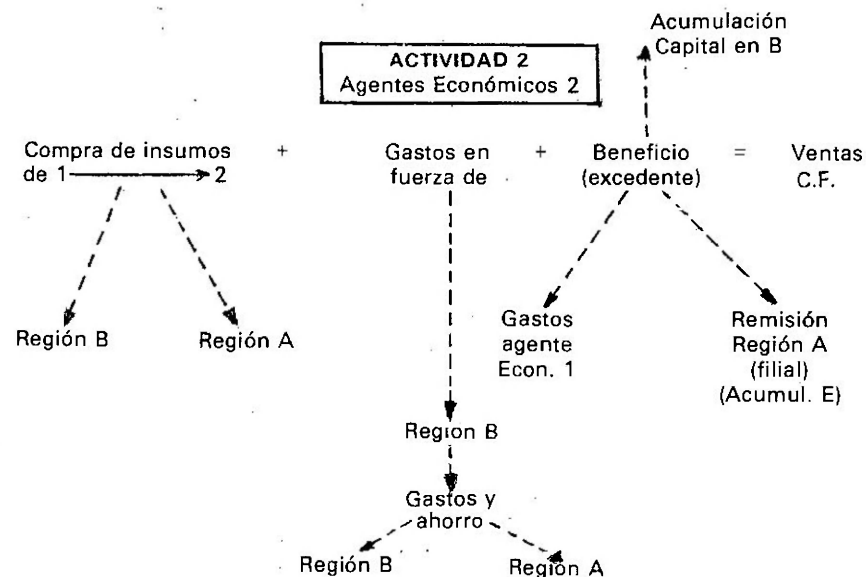 Acumulación
Capital en B
ACTIVIDAD 2
Agentes Económicos 2
Compra de insumos + Gastos en + Beneficio = Ventas
de 1 2 fuerza de (excedente) C.F.
Región B Región A
Gastos Remisión
agente Región A
Econ. 1 (filial)
(Acumul. E)
Region B
Gastos y
ahorro
Región B Región A